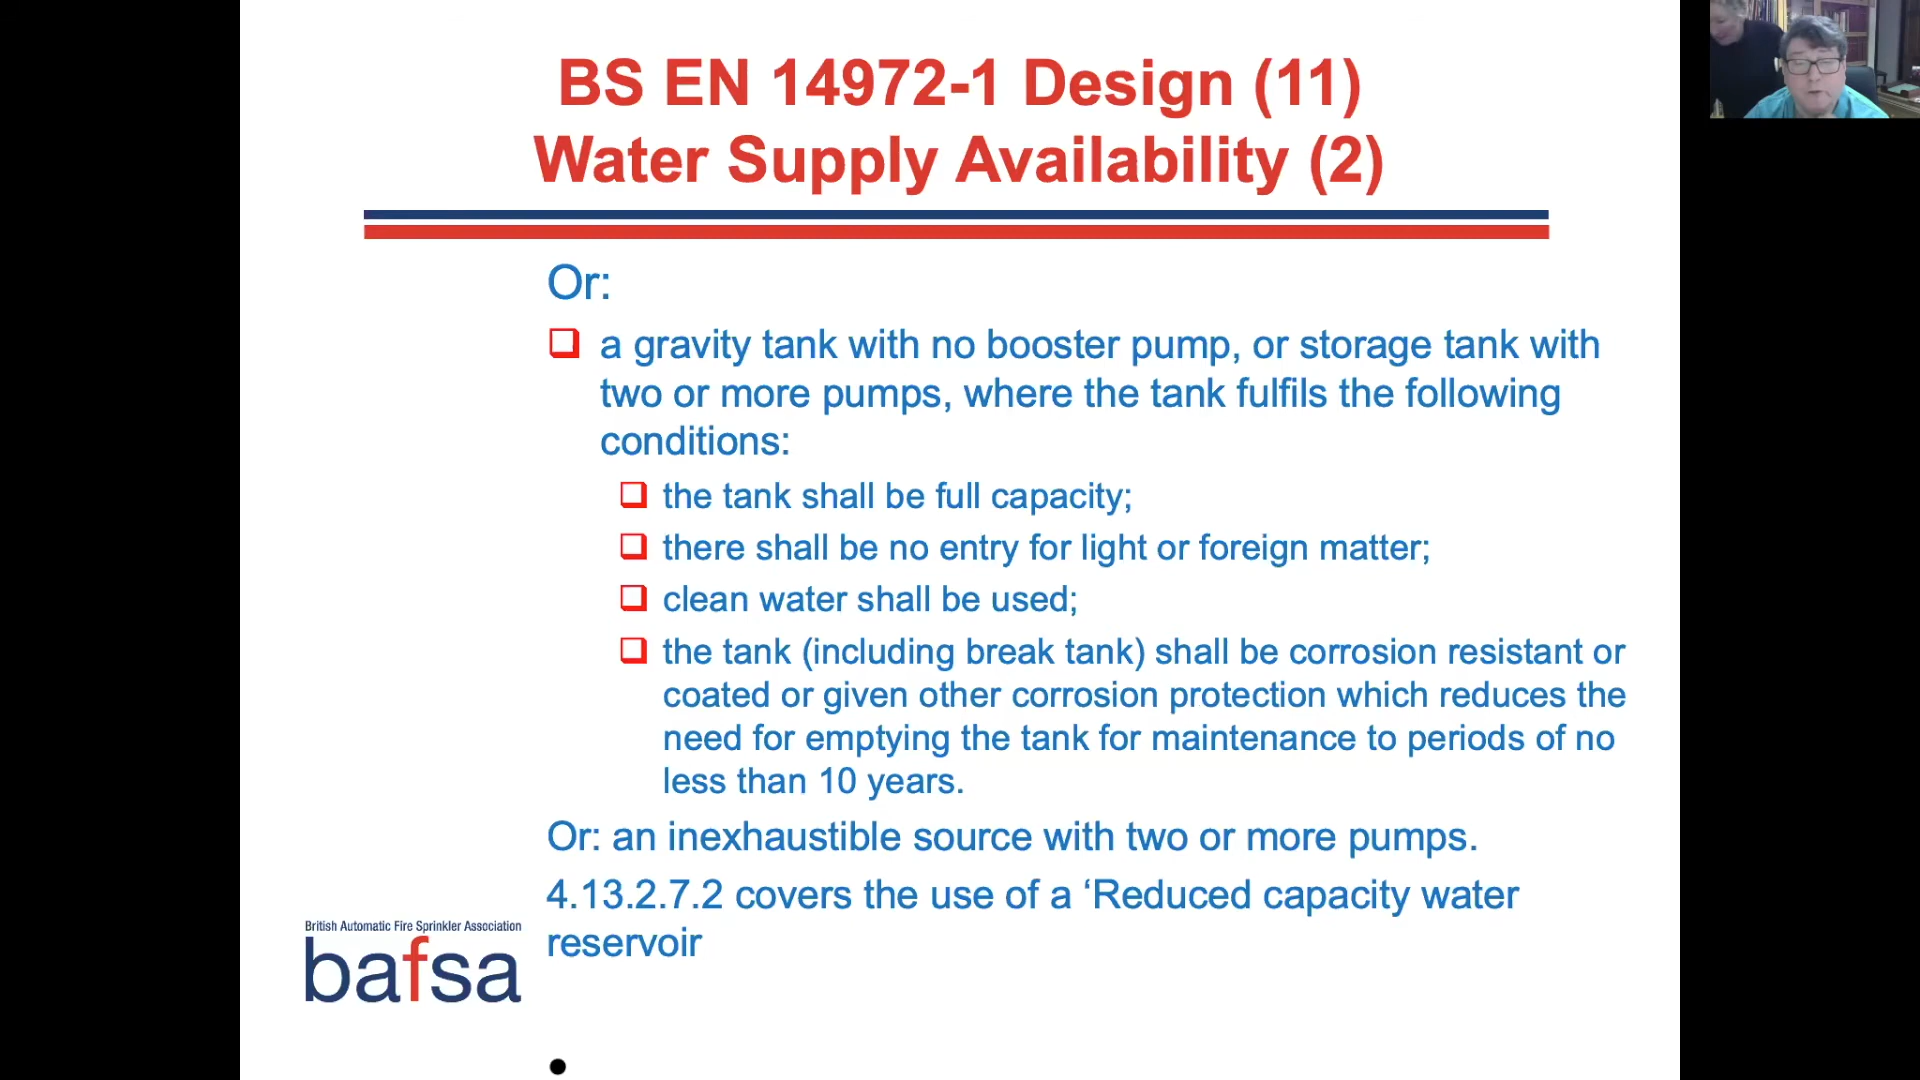 BS EN 14972-1 Design (11)
Water Supply Availability (2)
Or:
a gravity tank with no booster pump, or storage tank with
two or more pumps, where the tank fulfils the following
conditions:
the tank shall be full capacity;
there shall be no entry for light or foreign matter;
clean water shall be used;
the tank (including break tank) shall be corrosion resistant or
coated or given other corrosion protection which reduces the
need for emptying the tank for maintenance to periods of no
less than 10 years.
Or: an inexhaustible source with two or more pumps.
4.13.2.7.2 covers the use of a ‘Reduced capacity water
reservoir
British Automatic Fire Sprinkler Association
bafsa